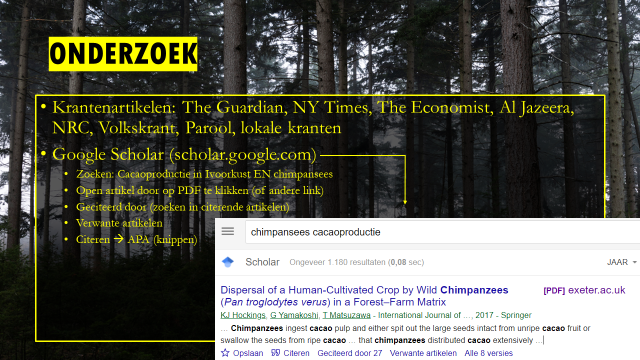 ONDERZOEK
• Krantenartikelen: The Guardian, NY Times, The Economist, Al Jazeera,
NRC, Volkskrant, Parool, lokale kranten
• Google Scholar (scholar.google.com)
• Zoeken: Cacaoproductie in Ivoorkust EN chimpansees
• Open artikel door op PDF te klikken (of andere link)
• Geciteerd door (zoeken in citerende artikelen)
• Verwante artikelen
• Citeren → APA (knippen)
chimpansees cacaoproductie
Scholar Ongeveer 1.180 resultaten (0,08 sec) JAAR
Dispersal of a Human-Cultivated Crop by Wild Chimpanzees [PDF] exeter.ac.uk
(Pan troglodytes verus) in a Forest–Farm Matrix
KJ Hockings, G Yamakoshi, T Matsuzawa - International Journal of …, 2017 - Springer
… Chimpanzees ingest cacao pulp and either spit out the large seeds intact from unripe cacao fruit or
swallow the seeds from ripe cacao … that chimpanzees distributed cacao extensively ...
Opslaan Citeren Geciteerd door 27 Verwante artikelen Alle 8 versies